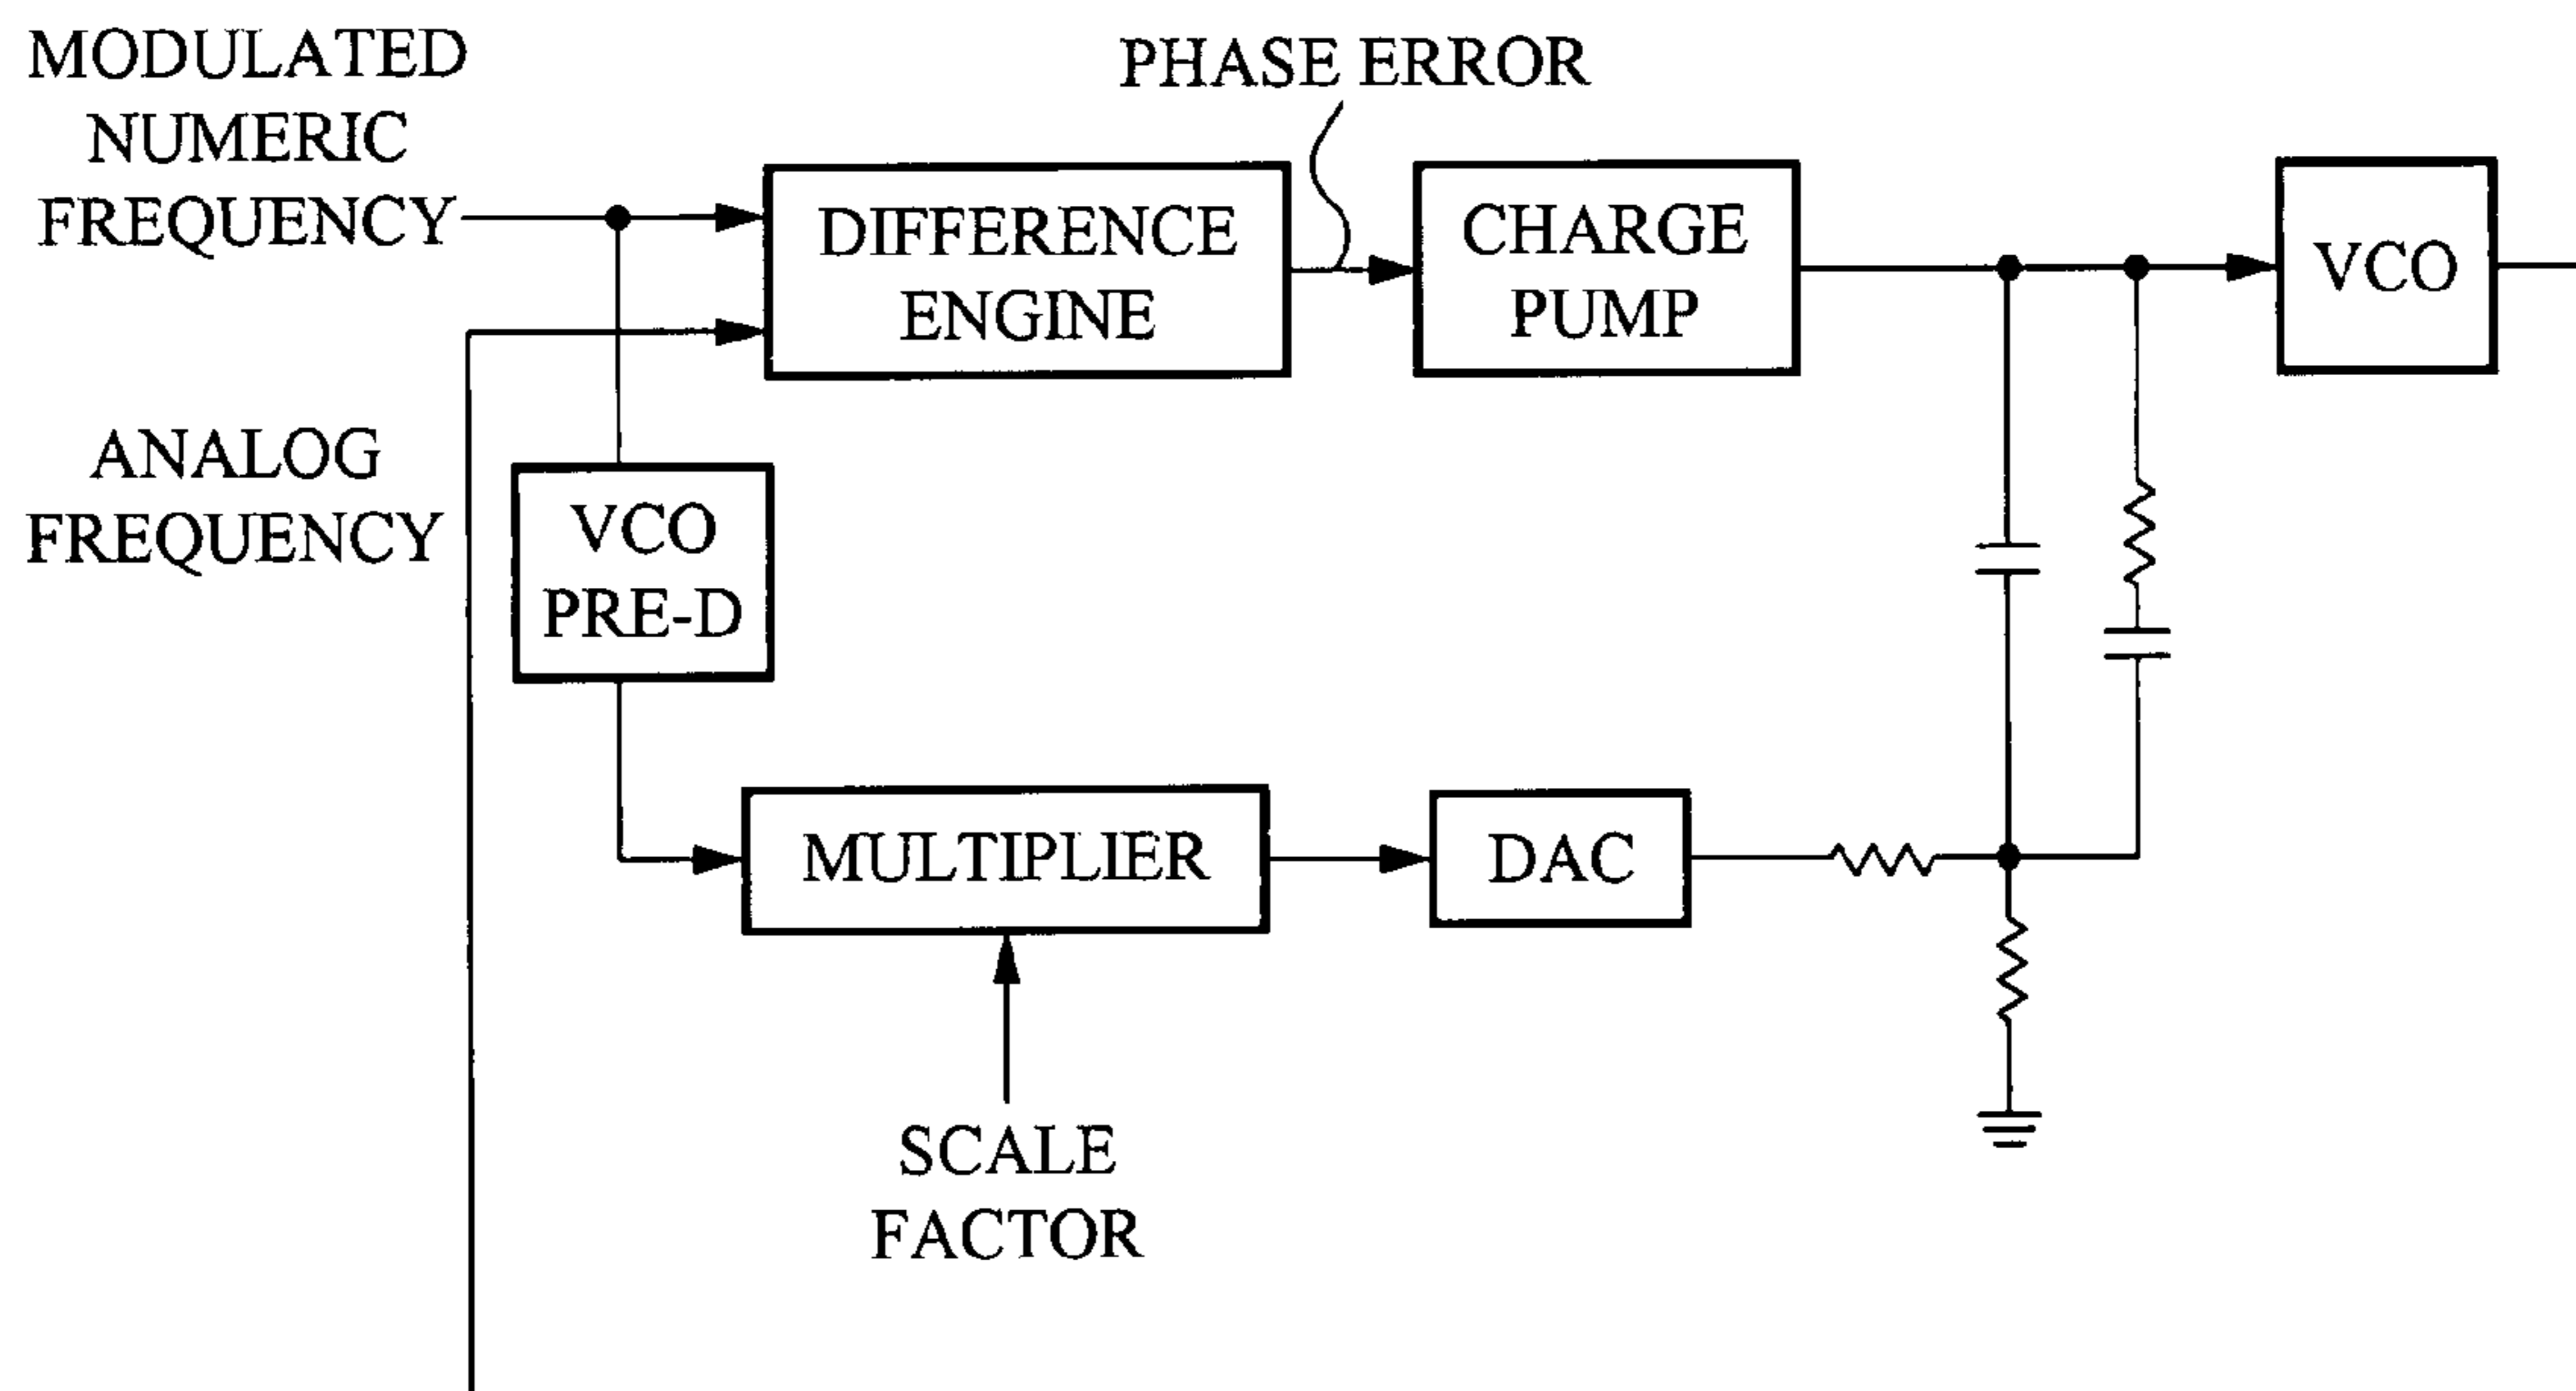 MODULATED
NUMERIC
FREQUENCY
PHASE ERROR
DIFFERENCE
ENGINE
CHARGE
PUMP
VCO
ANALOG
FREQUENCY
VCO
PRE-D
MULTIPLIER
DAC
SCALE
FACTOR